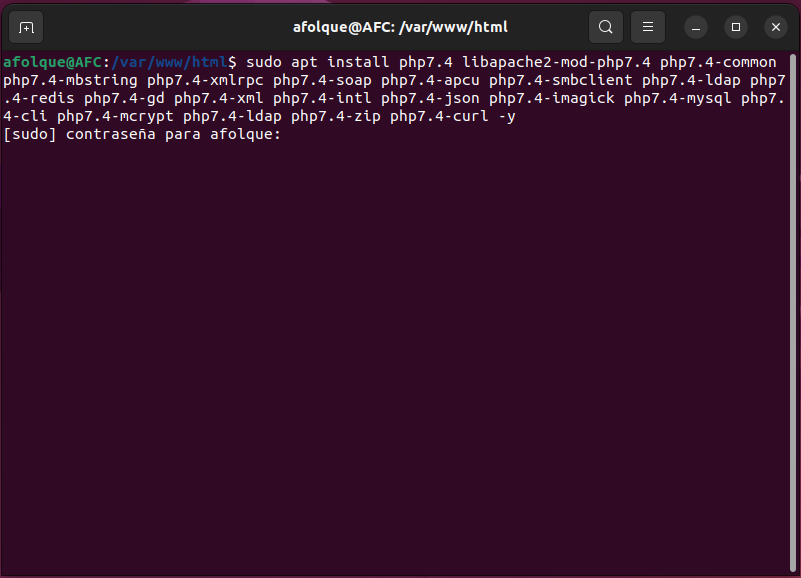 afolque@AFC: /var/www/html
afolque@AFC:/var/www/html$ sudo apt install php7.4 libapache2-mod-php7.4 php7.4-common
php7.4-mbstring php7.4-xmlrpc php7.4-soap php7.4-apcu php7.4-smbclient php7.4-ldap php7
.4-redis php7.4-gd php7.4-xml php7.4-intl php7.4-json php7.4-imagick php7.4-mysql php7.
4-cli php7.4-mcrypt php7.4-ldap php7.4-zip php7.4-curl -y
[sudo] contraseña para afolque: